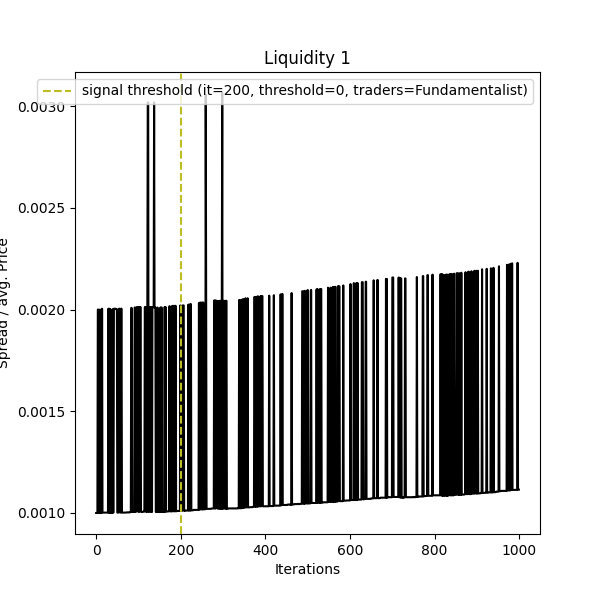 Liquidity 1
signal threshold (it=200, threshold=0, traders=Fundamentalist)
0.0030
0.0025
0.0020
0.0015
0.0010
Spread / avg. Price
0 200 400 600 800 1000
Iterations